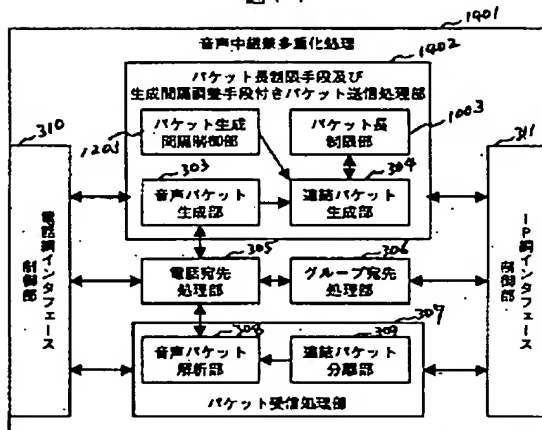 1401
音声中継兼多重化処理
1402
パケット長制限手段及び
生成間隔調整手段付きパケット送信処理部
310
パケット生成
間隔制御部
1203
パケット長
制限部
1003
311
303
音声パケット
生成部
304
連結パケット
生成部
電話網インタフェース
制御部
305
電話宛先
処理部
306
グループ宛先
処理部
IP網インタフェース
制御部
307
308
音声パケット
解析部
309
連結パケット
分離部
パケット受信処理部